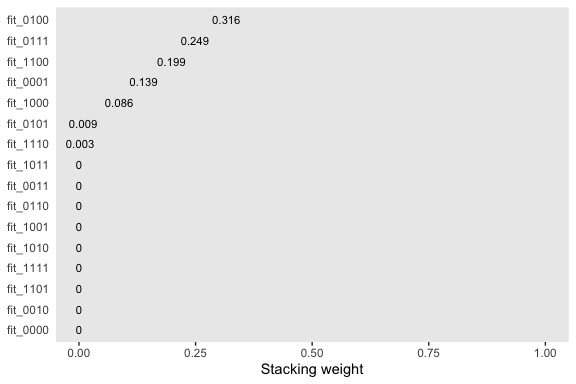 fit_0100 0.316
fit_0111 0.249
fit_1100 0.199
fit_0001 0.139
fit_1000 0.086
fit_0101 0.009
fit_1110 0.003
fit_1011 0
fit_0011 0
fit_0110 0
fit_1001 0
fit_1010 0
fit_1111 0
fit_1101 0
fit_0010 0
fit_0000 0
0.00 0.25 0.50 0.75 1.00
Stacking weight